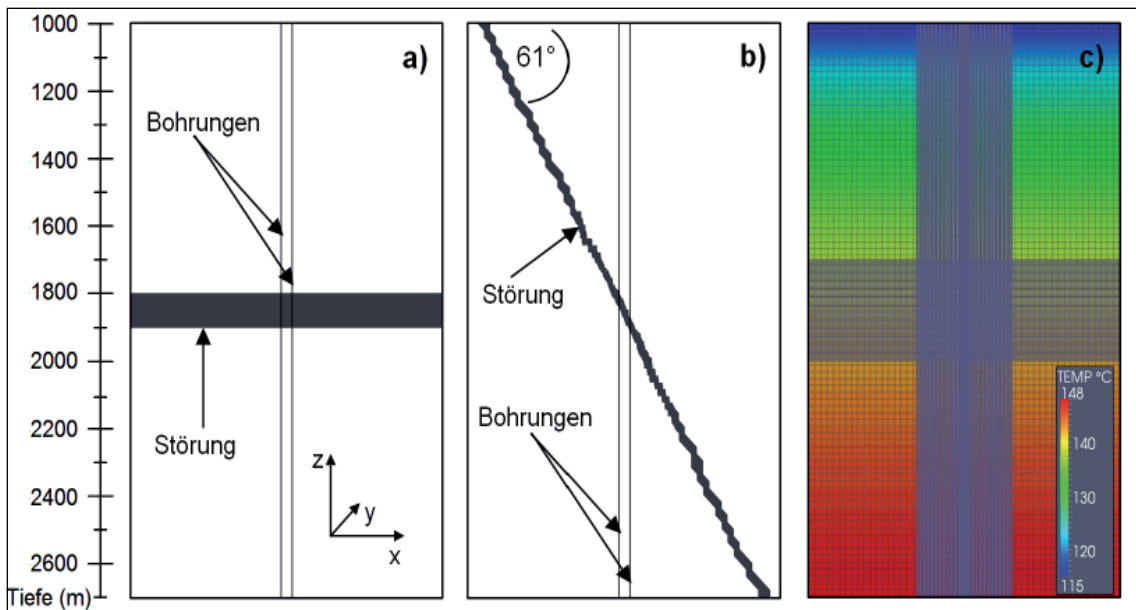 1000
1200
1400
1600
1800
2000
2200
2400
2600
Tiefe (m)
a)
Bohrungen
Störung
z
y
x
b)
61°
Störung
Bohrungen
c)
TEMP °C
148
140
130
120
115